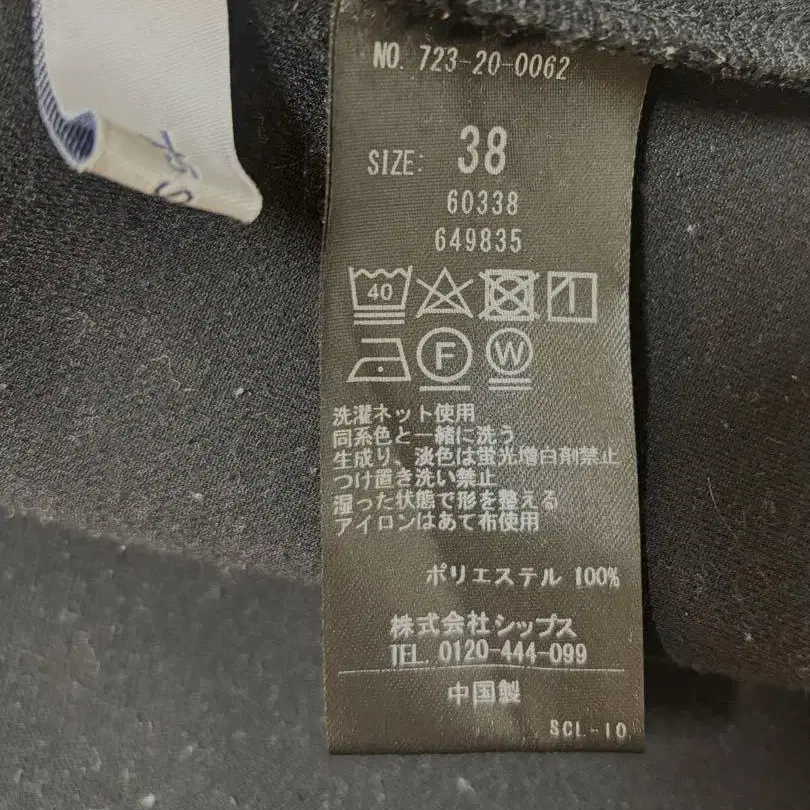 NO. 723-20-0062
SIZE: 38
60338
649835
40
F W
洗濯ネット使用
同系色と一緒に洗う
生成り、淡色は蛍光増白剤禁止
つけ置き洗い禁止
湿った状態で形を整える
アイロンはあて布使用
ポリエステル 100%
株式会社シップス
TEL. 0120-444-099
中国製
SCL-10